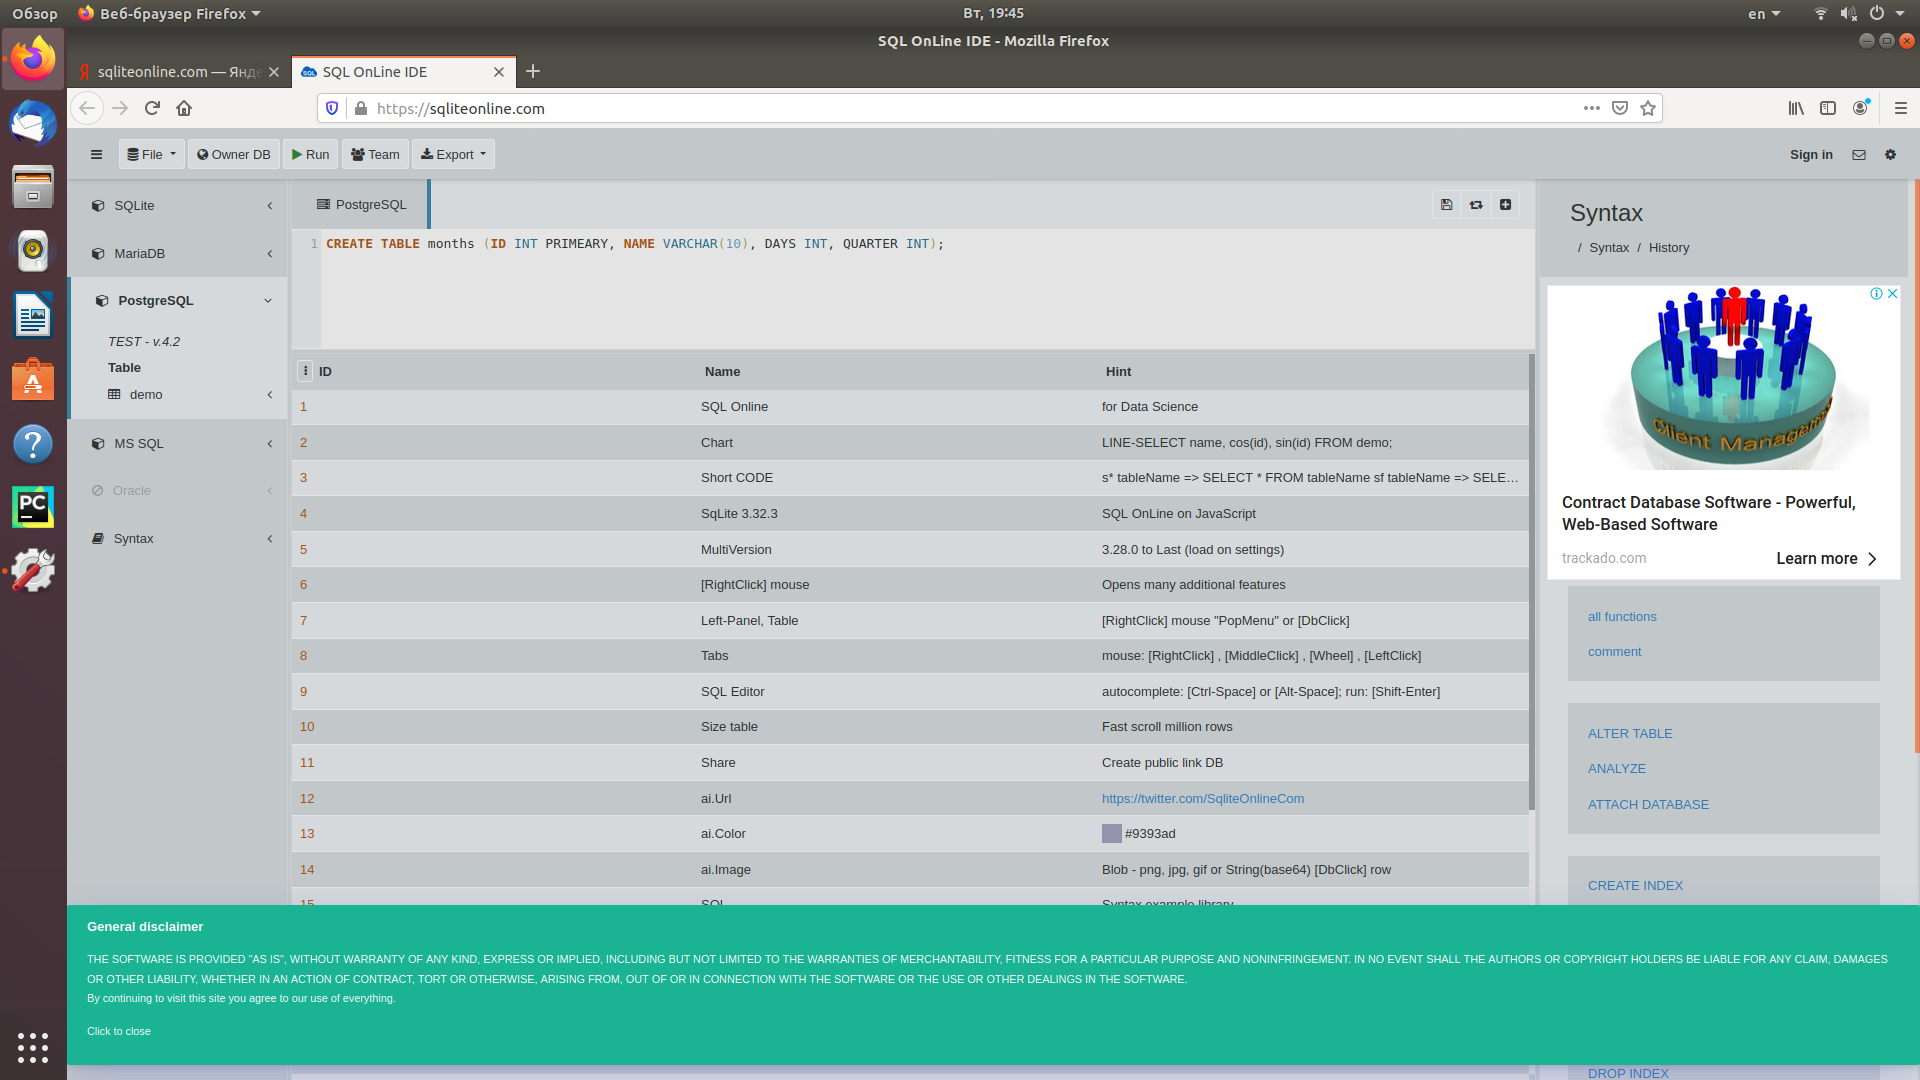 Обзор
Веб-браузер Firefox
Вт, 19:45
en
SQL OnLine IDE - Mozilla Firefox
sqliteonline.com — Янде
SQL OnLine IDE
https://sqliteonline.com
File
Owner DB
Run
Team
Export
Sign in
SQLite
MariaDB
PostgreSQL
TEST - v.4.2
Table
demo
MS SQL
Oracle
Syntax
PostgreSQL
1 CREATE TABLE months (ID INT PRIMEARY, NAME VARCHAR(10), DAYS INT, QUARTER INT);
ID Name Hint
1 SQL Online for Data Science
2 Chart LINE-SELECT name, cos(id), sin(id) FROM demo;
3 Short CODE s* tableName => SELECT * FROM tableName sf tableName => SELE…
4 SqLite 3.32.3 SQL OnLine on JavaScript
5 MultiVersion 3.28.0 to Last (load on settings)
6 [RightClick] mouse Opens many additional features
7 Left-Panel, Table [RightClick] mouse "PopMenu" or [DbClick]
8 Tabs mouse: [RightClick] , [MiddleClick] , [Wheel] , [LeftClick]
9 SQL Editor autocomplete: [Ctrl-Space] or [Alt-Space]; run: [Shift-Enter]
10 Size table Fast scroll million rows
11 Share Create public link DB
12 ai.Url https://twitter.com/SqliteOnlineCom
13 ai.Color #9393ad
14 ai.Image Blob - png, jpg, gif or String(base64) [DbClick] row
15 SQL Syntax example library
Syntax
/ Syntax / History
Client Management
Contract Database Software - Powerful,
Web-Based Software
trackado.com
Learn more
all functions
comment
ALTER TABLE
ANALYZE
ATTACH DATABASE
CREATE INDEX
General disclaimer
THE SOFTWARE IS PROVIDED "AS IS", WITHOUT WARRANTY OF ANY KIND, EXPRESS OR IMPLIED, INCLUDING BUT NOT LIMITED TO THE WARRANTIES OF MERCHANTABILITY, FITNESS FOR A PARTICULAR PURPOSE AND NONINFRINGEMENT. IN NO EVENT SHALL THE AUTHORS OR COPYRIGHT HOLDERS BE LIABLE FOR ANY CLAIM, DAMAGES
OR OTHER LIABILITY, WHETHER IN AN ACTION OF CONTRACT, TORT OR OTHERWISE, ARISING FROM, OUT OF OR IN CONNECTION WITH THE SOFTWARE OR THE USE OR OTHER DEALINGS IN THE SOFTWARE.
By continuing to visit this site you agree to our use of everything.
Click to close
DROP INDEX